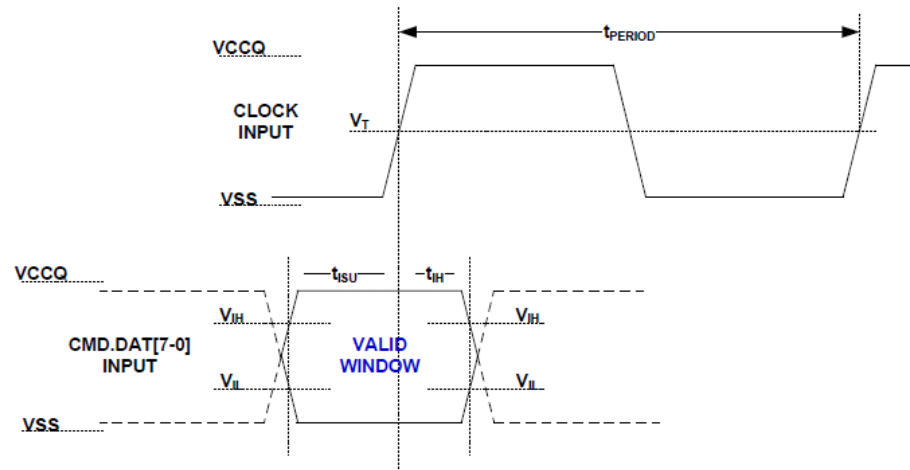 tPERIOD
VCCQ
CLOCK
INPUT
VT
VSS
tISU
tIH
VCCQ
VIH
VIH
CMD.DAT[7-0]
INPUT
VALID
WINDOW
VIL
VIL
VSS